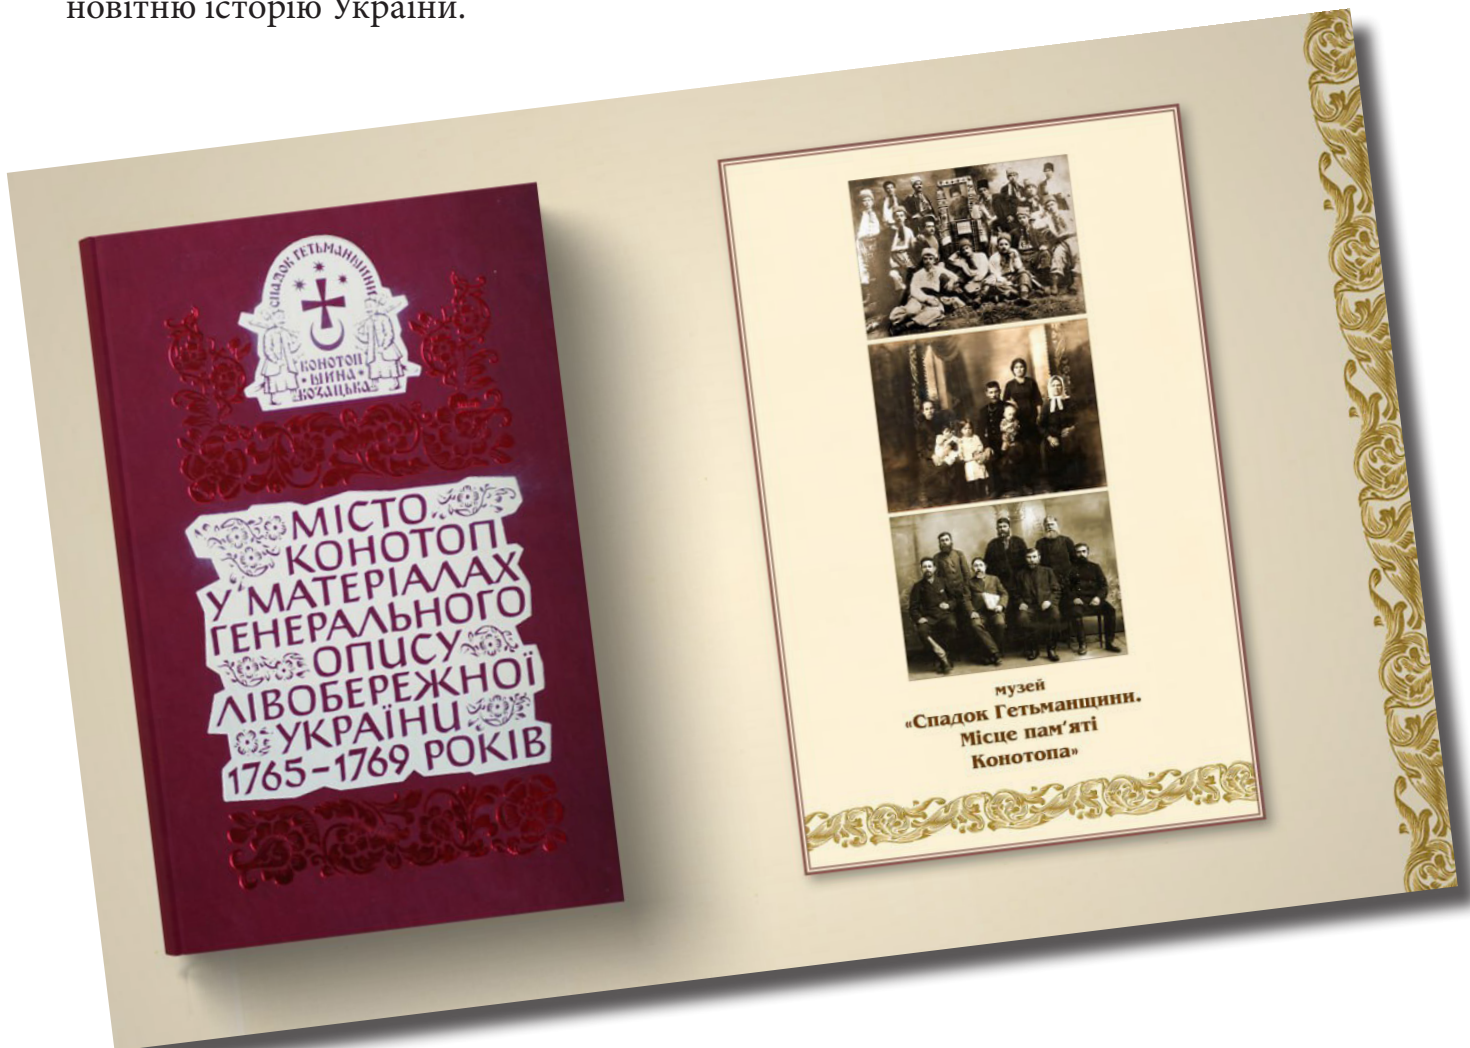 новітню історію України.
СПАДОК ГЕТЬМАНЩИНИ
КОНОТОП
ЩИНА
КОЗАЦЬКА
МІСТО
КОНОТОП
У МАТЕРІАЛАХ
ГЕНЕРАЛЬНОГО
ОПИСУ
ЛІВОБЕРЕЖНОЇ
УКРАЇНИ
1765–1769 РОКІВ
музей
«Спадок Гетьманщини.
Місце пам'яті
Конотопа»